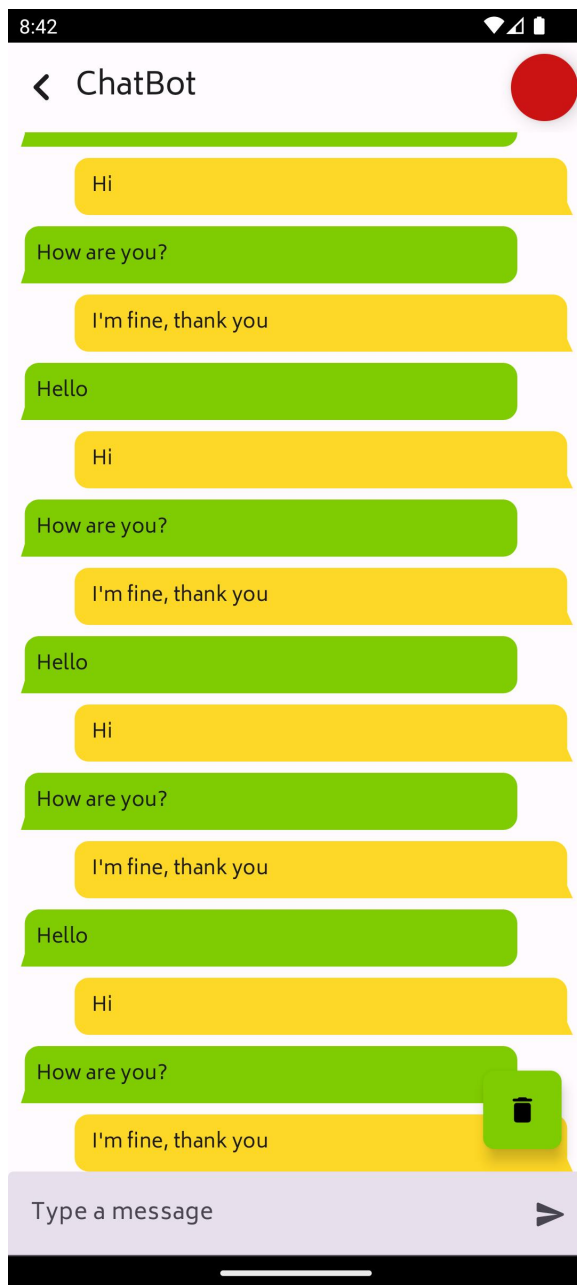 8:42
ChatBot
Hi
How are you?
I'm fine, thank you
Hello
Hi
How are you?
I'm fine, thank you
Hello
Hi
How are you?
I'm fine, thank you
Hello
Hi
How are you?
I'm fine, thank you
Type a message